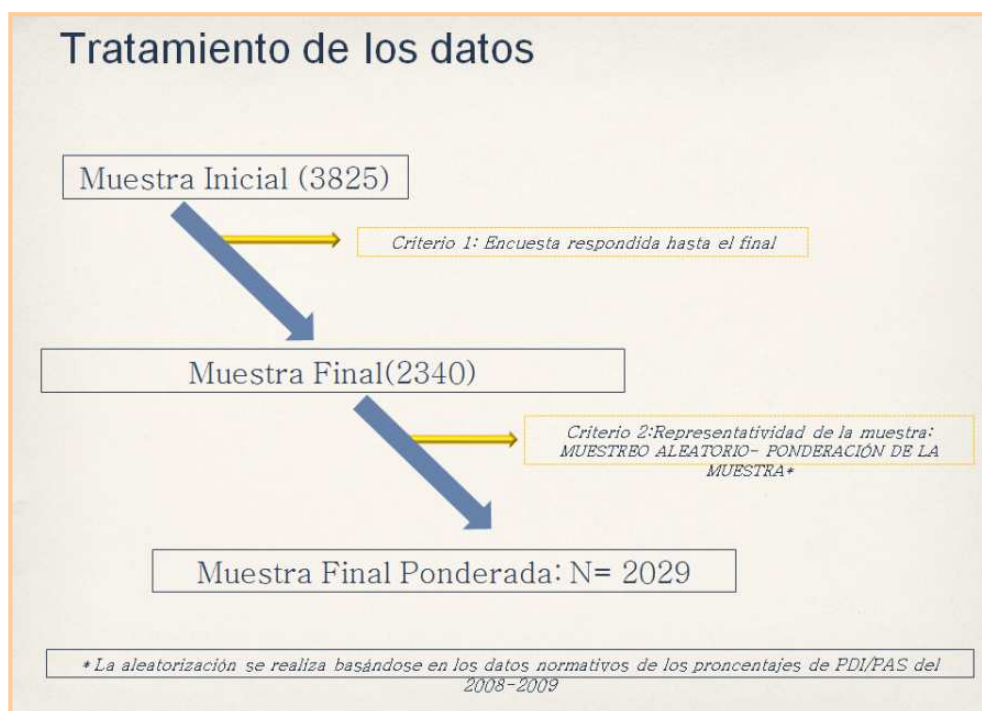 Tratamiento de los datos
Muestra Inicial (3825)
Criterio 1: Encuesta respondida hasta el final
Muestra Final(2340)
Criterio 2:Representatividad de la muestra:
MUESTREO ALEATORIO- PONDERACIÓN DE LA
MUESTRA*
Muestra Final Ponderada: N= 2029
* La aleatorización se realiza basándose en los datos normativos de los proncentajes de PDI/PAS del
2008-2009